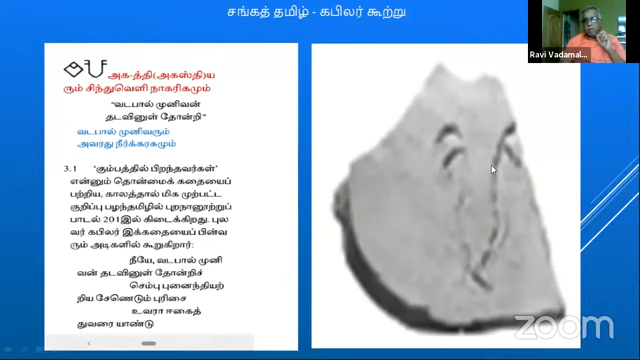 சங்கத் தமிழ் - கபிலர் கூற்று
அக-த்தி(அகஸ்தி)ய
ரும் சிந்துவெளி நாகரிகமும்
"வடபால் முனிவன்
தடவினுள் தோன்றி"
வடபால் முனிவரும்
அவரது நீர்க்கரகமும்
3.1 'கும்பத்தில் பிறந்தவர்கள்'
என்னும் தொன்மைக் கதையைப்
பற்றிய, காலத்தால் மிக முற்பட்ட
குறிப்பு பழந்தமிழில் புறநானூற்றுப்
பாடல் 201இல் கிடைக்கிறது. புல
வர் கபிலர் இக்கதையைப் பின்வ
ரும் அடிகளில் கூறுகிறார்:
நீயே, வடபால் முனி
வன் தடவினுள் தோன்றிச்
செம்பு புனைந்தியற்
றிய சேணெடும் புரிசை
உவரா ஈகைத்
துவரை யாண்டு
Ravi Vadamal...
LIVE
zoom